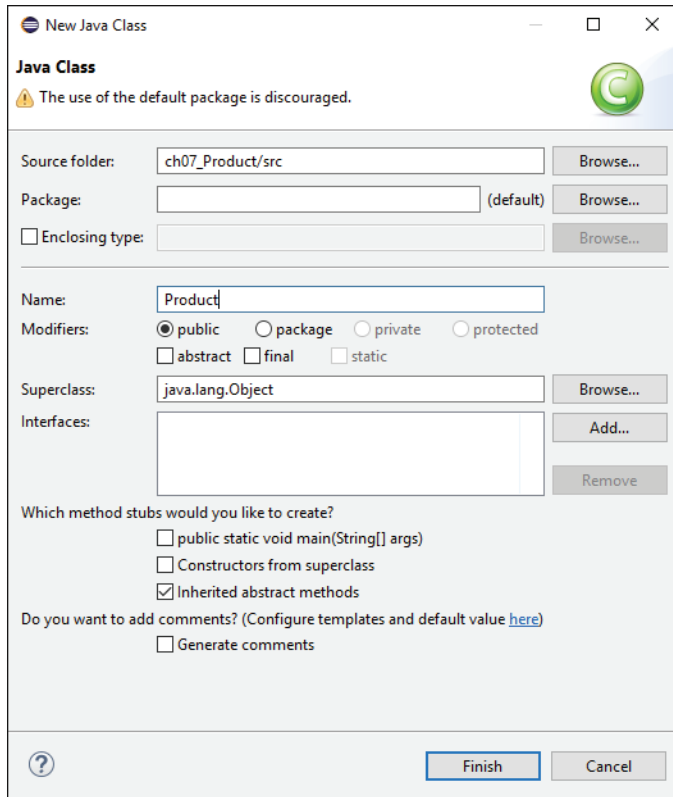 New Java Class
Java Class
The use of the default package is discouraged.
C
Source folder: ch07_Product/src Browse...
Package: (default) Browse...
Enclosing type: Browse...
Name: Product
Modifiers: public package private protected
abstract final static
Superclass: java.lang.Object Browse...
Interfaces: Add...
Remove
Which method stubs would you like to create?
public static void main(String[] args)
Constructors from superclass
Inherited abstract methods
Do you want to add comments? (Configure templates and default value here)
Generate comments
? Finish Cancel